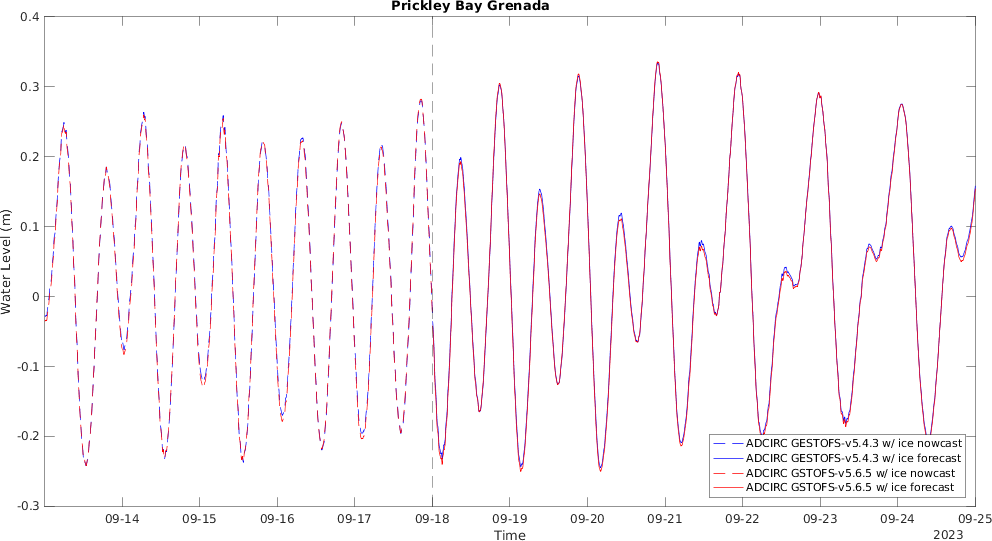 Prickley Bay Grenada
0.4
0.3
0.2
0.1
0
-0.1
-0.2
-0.3
Water Level (m)
ADCIRC GESTOFS-v5.4.3 w/ ice nowcast
ADCIRC GESTOFS-v5.4.3 w/ ice forecast
ADCIRC GSTOFS-v5.6.5 w/ ice nowcast
ADCIRC GSTOFS-v5.6.5 w/ ice forecast
09-14 09-15 09-16 09-17 09-18 09-19 09-20 09-21 09-22 09-23 09-24 09-25
Time
2023